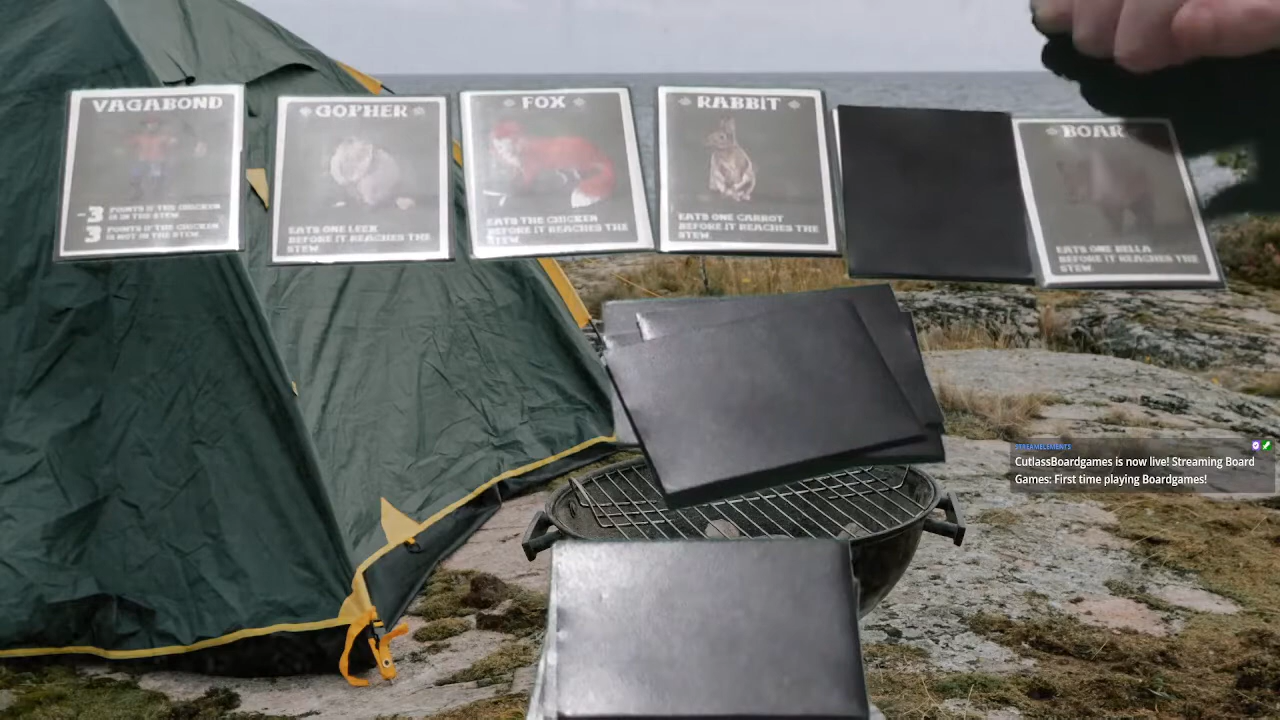 VAGABOND
-3 POINTS IF THE CHICKEN
IS IN THE STEW.
3 POINTS IF THE CHICKEN
IS NOT IN THE STEW.
GOPHER
EATS ONE LEEK
BEFORE IT REACHES THE
STEW.
FOX
EATS THE CHICKEN
BEFORE IT REACHES THE
STEW.
RABBIT
EATS ONE CARROT
BEFORE IT REACHES THE
STEW.
BOAR
EATS ONE BELLA
BEFORE IT REACHES THE
STEW.
STREAMELEMENTS
CutlassBoardgames is now live! Streaming Board
Games: First time playing Boardgames!